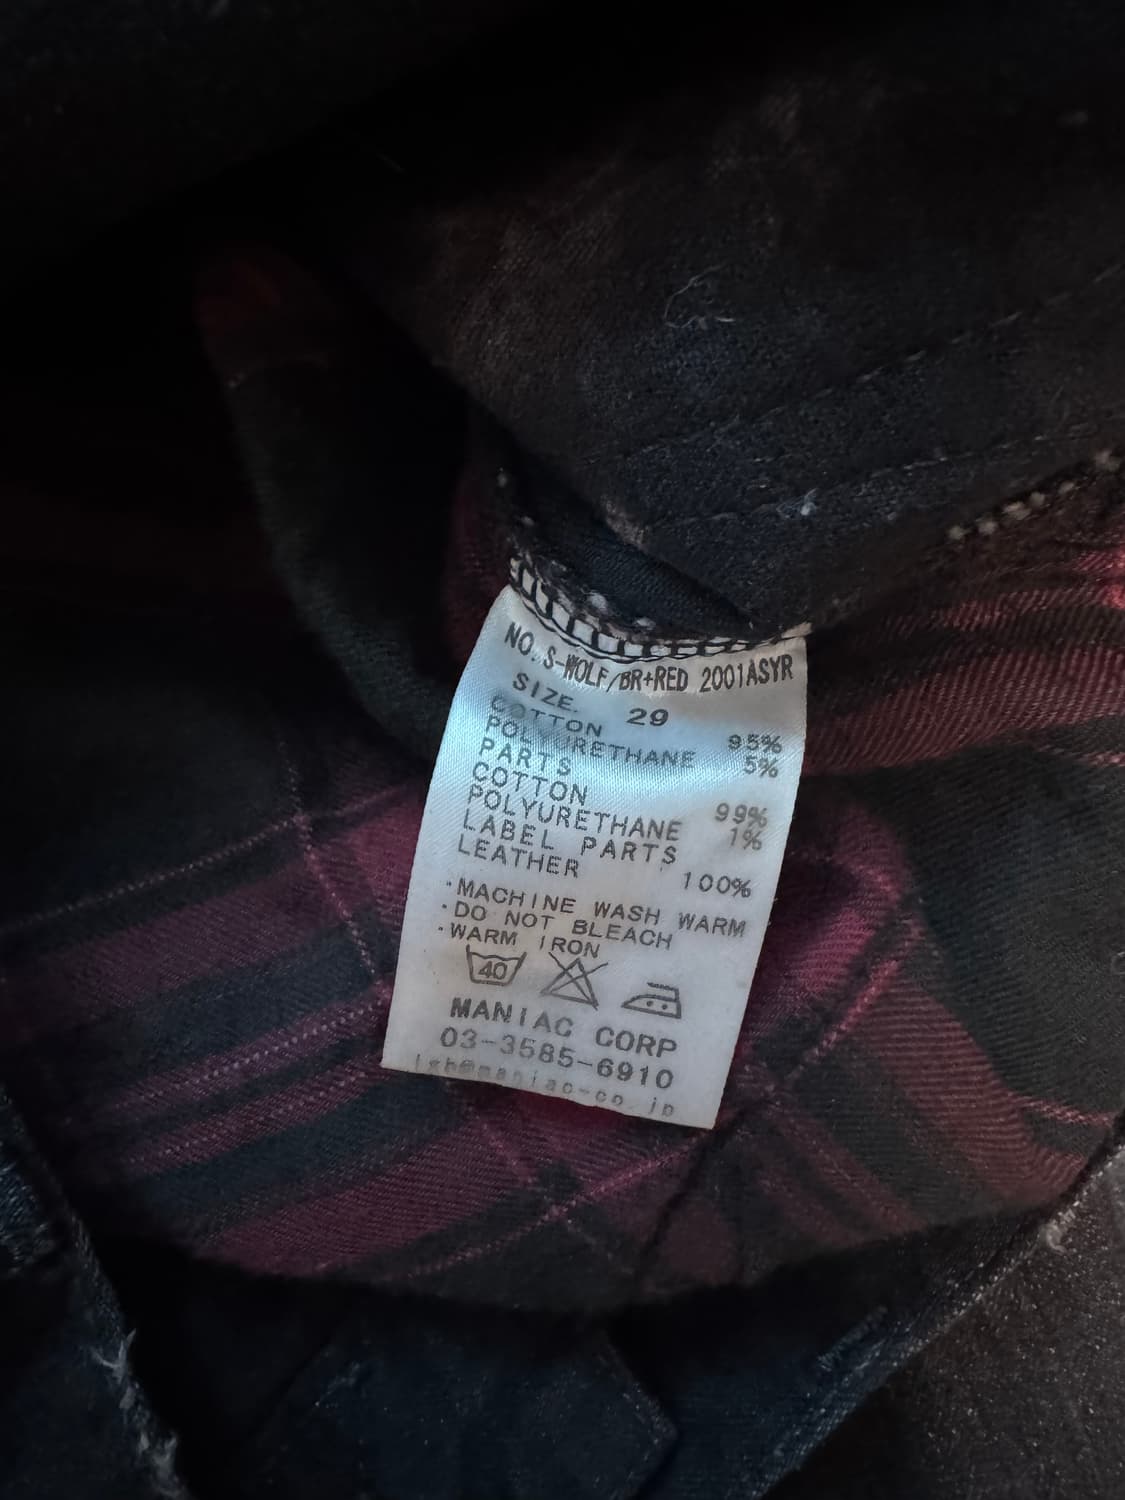 NO. S-WOLF/BR+RED 2001ASYR
SIZE. 29
COTTON 95%
POLYURETHANE 5%
PARTS
COTTON 99%
POLYURETHANE 1%
LABEL PARTS
LEATHER 100%
·MACHINE WASH WARM
·DO NOT BLEACH
·WARM IRON
40
MANIAC CORP
03-3585-6910